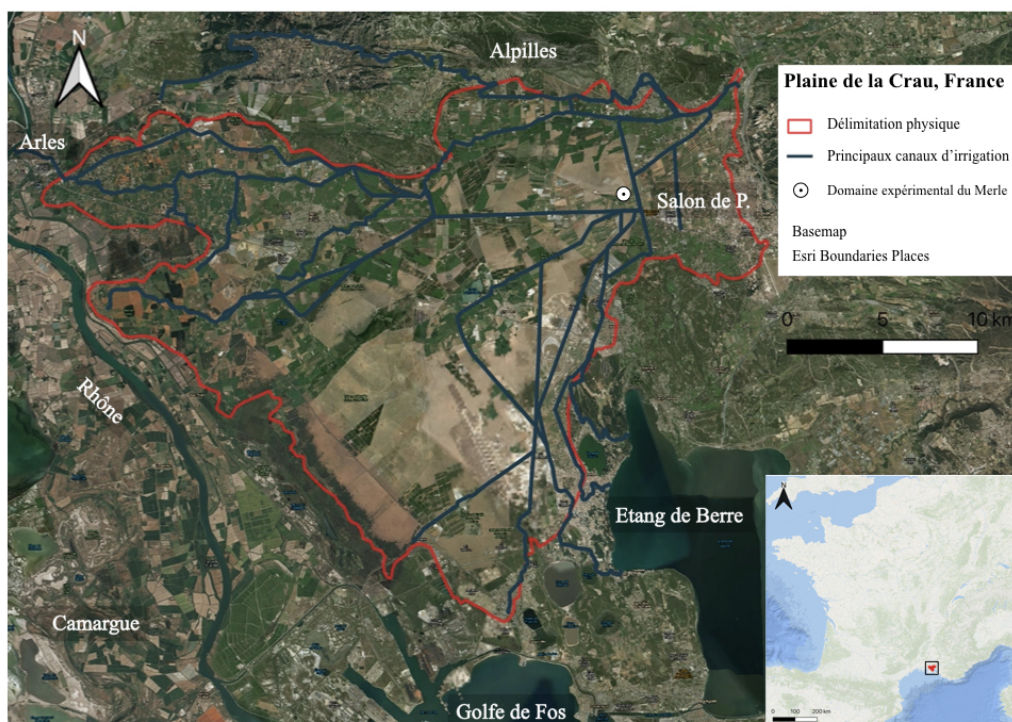 N
Alpilles
Plaine de la Crau, France
Délimitation physique
Arles
Principaux canaux d'irrigation
Domaine expérimental du Merle
Salon de P.
Basemap
Esri Boundaries Places
0 5 10 km
Rhône
Etang de Berre
N
Camargue
Golfe de Fos
0 100 200 km